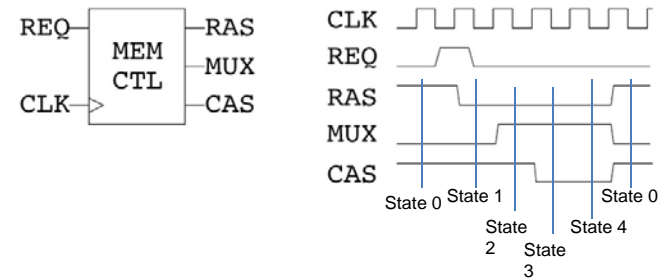 REQ
CLK
MEM
CTL
RAS
MUX
CAS
CLK
REQ
RAS
MUX
CAS
State 0
State 1
State
2
State
3
State 4
State 0